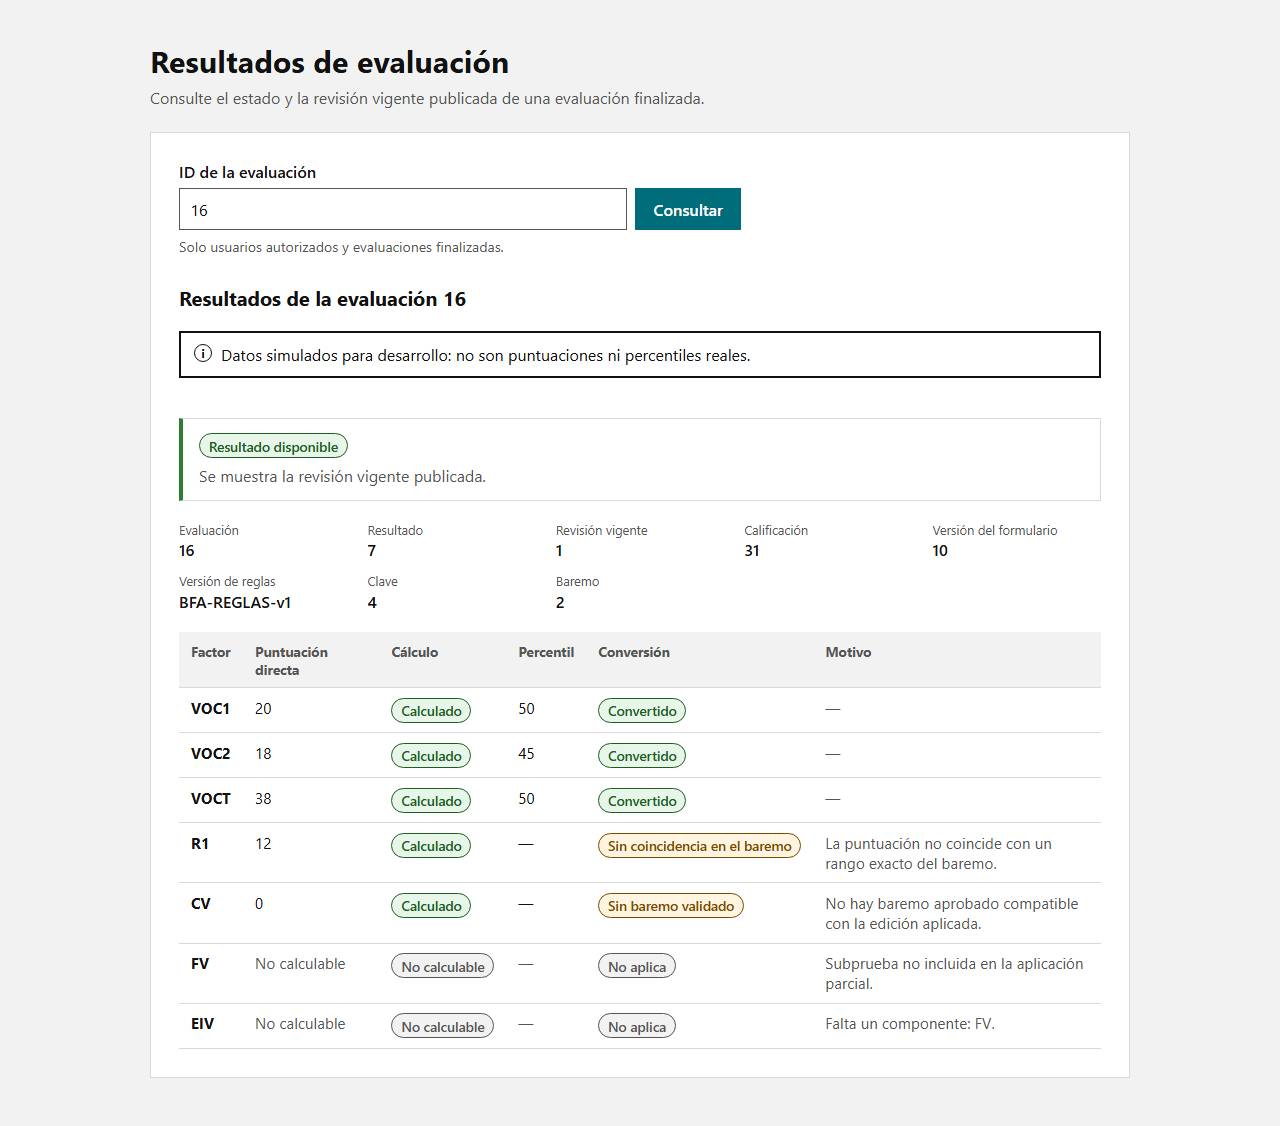 Resultados de evaluación
Consulte el estado y la revisión vigente publicada de una evaluación finalizada.
ID de la evaluación
16
Consultar
Solo usuarios autorizados y evaluaciones finalizadas.
Resultados de la evaluación 16
Datos simulados para desarrollo: no son puntuaciones ni percentiles reales.
Resultado disponible
Se muestra la revisión vigente publicada.
Evaluación Resultado Revisión vigente Calificación Versión del formulario
16 7 1 31 10
Versión de reglas Clave Baremo
BFA-REGLAS-v1 4 2
Factor Puntuación directa Cálculo Percentil Conversión Motivo
VOC1 20 Calculado 50 Convertido —
VOC2 18 Calculado 45 Convertido —
VOCT 38 Calculado 50 Convertido —
R1 12 Calculado — Sin coincidencia en el baremo La puntuación no coincide con un
rango exacto del baremo.
CV 0 Calculado — Sin baremo validado No hay baremo aprobado compatible
con la edición aplicada.
FV No calculable No calculable — No aplica Subprueba no incluida en la aplicación
parcial.
EIV No calculable No calculable — No aplica Falta un componente: FV.